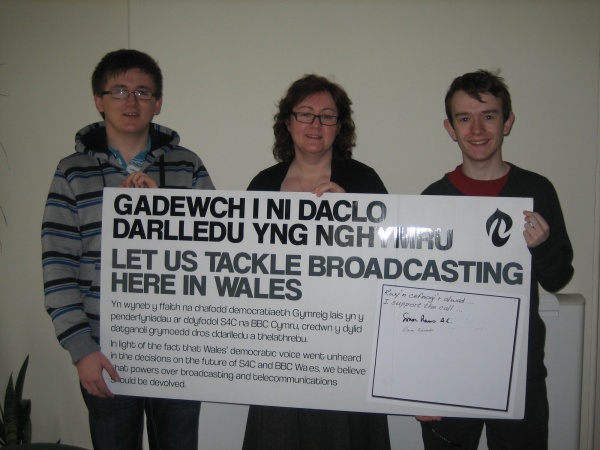 GADEWCH I NI DACLO
DARLLEDU YNG NGHYMRU
LET US TACKLE BROADCASTING
HERE IN WALES
Yn wyneb y ffaith na chafodd democratiaeth Gymreig lais yn y
penderfyniadau ar ddyfodol S4C na BBC Cymru, credwn y dylid
datganoli grymoedd dros ddarlledu a thelathrebu.
In light of the fact that Wales' democratic voice went unheard
in the decisions on the future of S4C and BBC Wales, we believe
that powers over broadcasting and telecommunications
should be devolved.
Rwy'n cefnogi'r alwad ...
I support the call ...